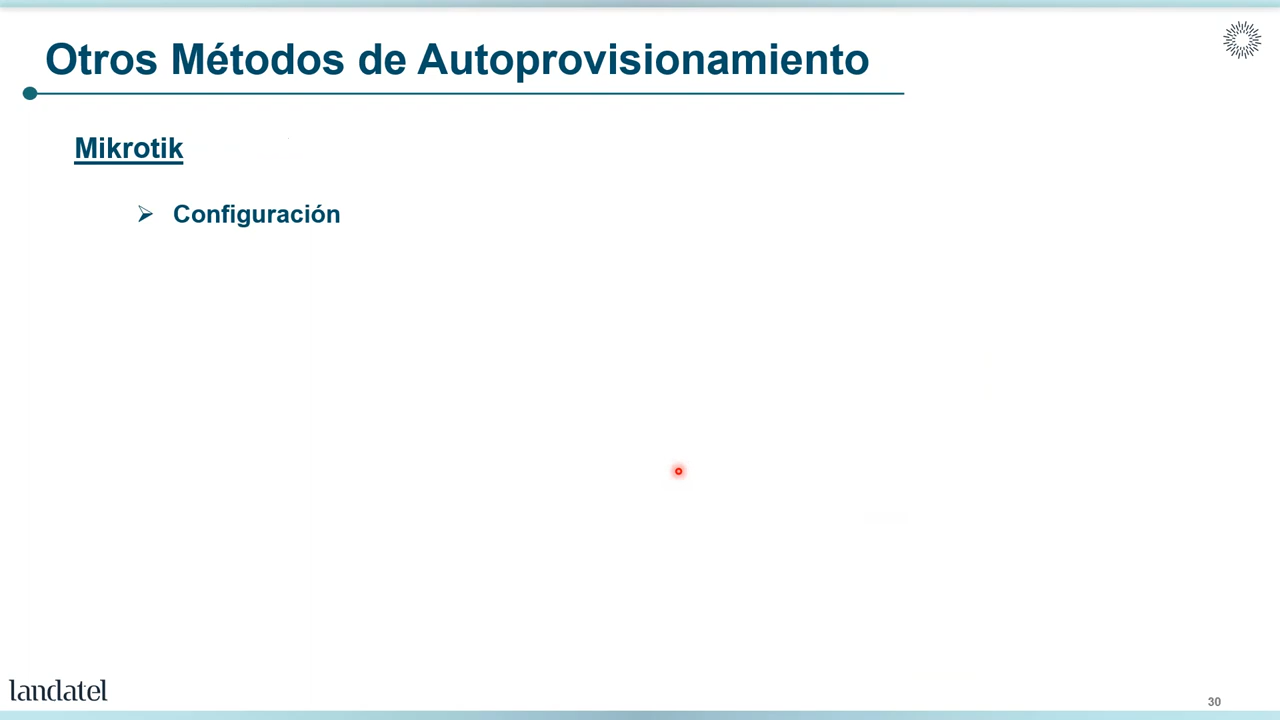 Otros Métodos de Autoprovisionamiento
Mikrotik
Configuración
landatel
30